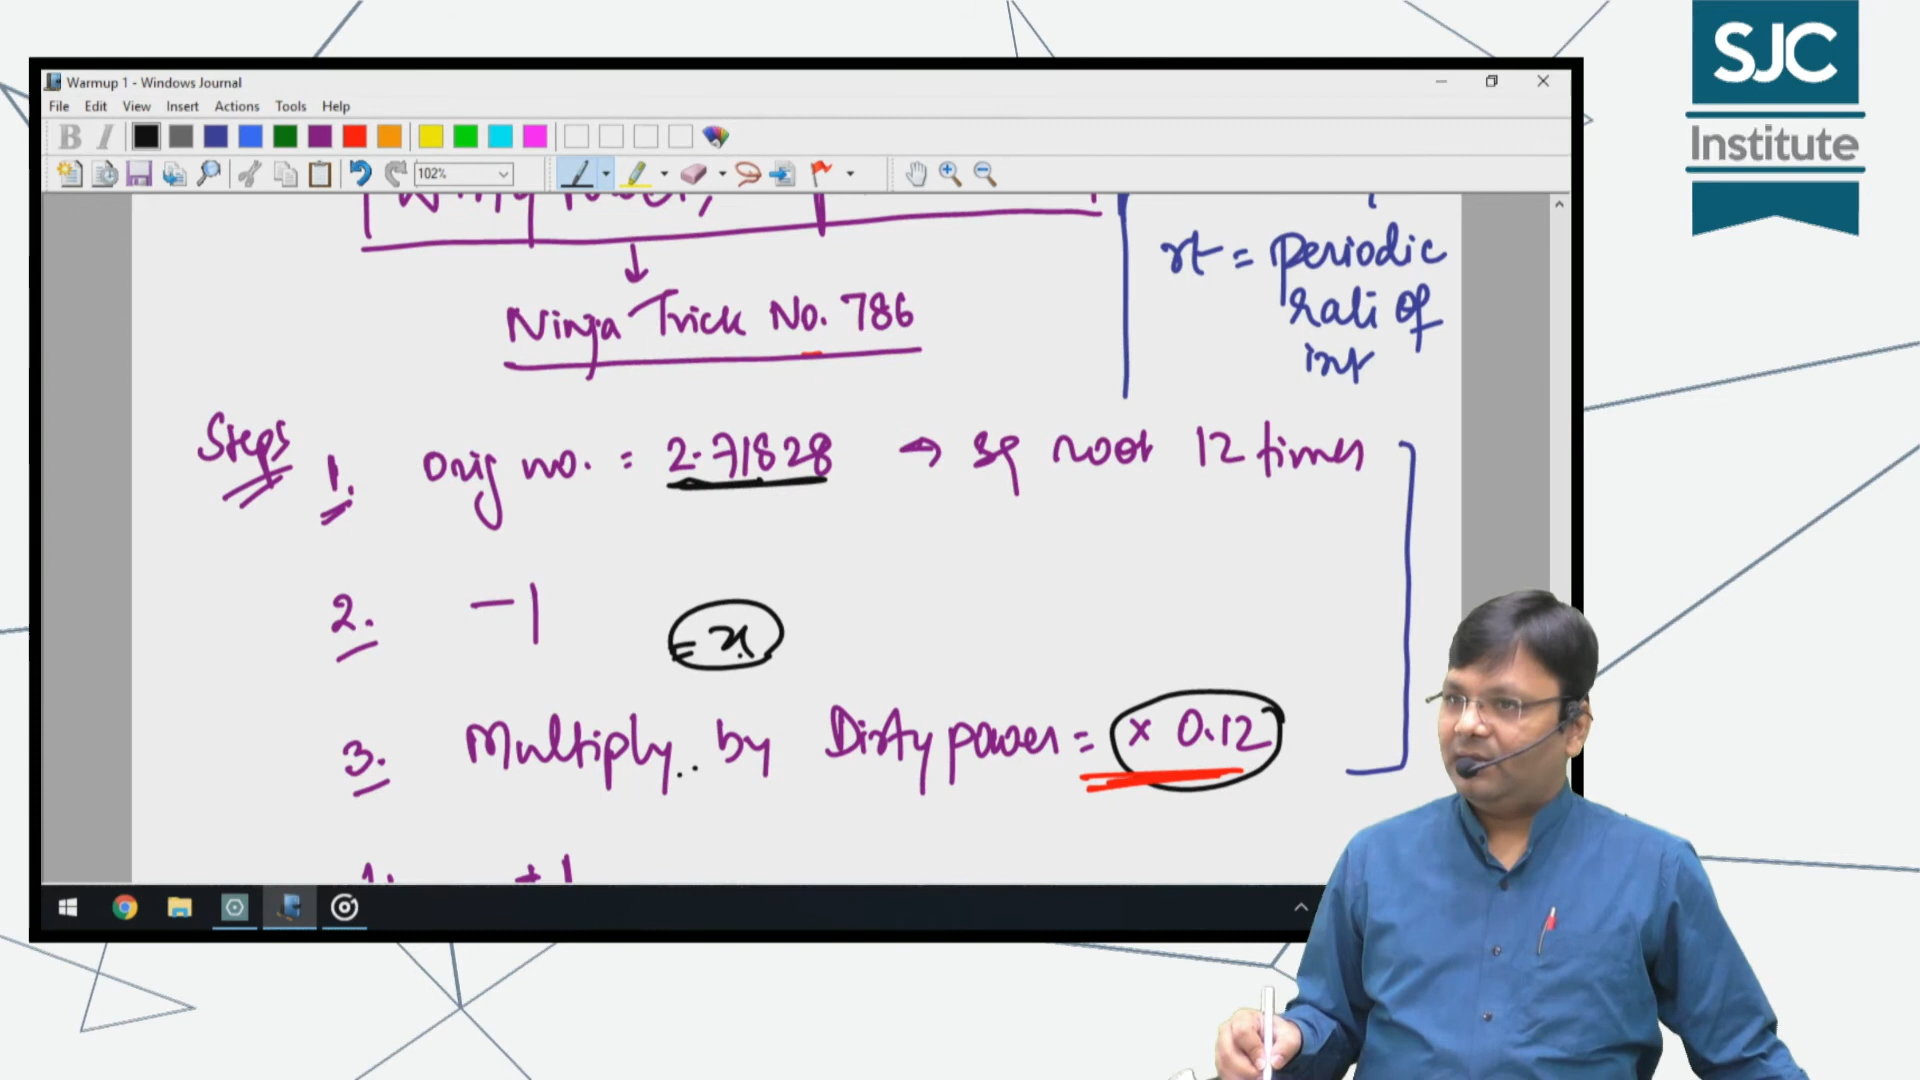 SJC
Institute
Warmup 1 - Windows Journal
File Edit View Insert Actions Tools Help
B I
102%
rt = periodic
rati of
int
Ninja Trick No. 786
Steps
1. Orig no. = 2.71828 → sq root 12 times
2. -1
= x
3. Multiply.. by Dirty power = × 0.12
+1